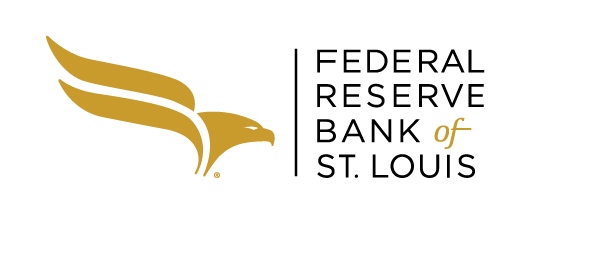 FEDERAL
RESERVE
BANK of
ST. LOUIS
®